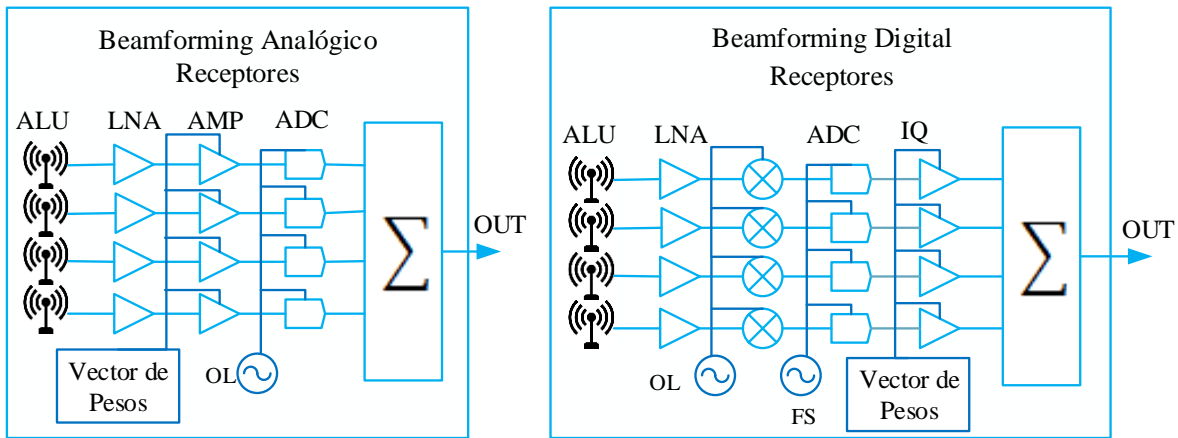 Beamforming Analógico
Receptores
ALU LNA AMP ADC
∑
OUT
Vector de
Pesos
OL
Beamforming Digital
Receptores
ALU LNA ADC IQ
∑
OUT
OL
FS
Vector de
Pesos